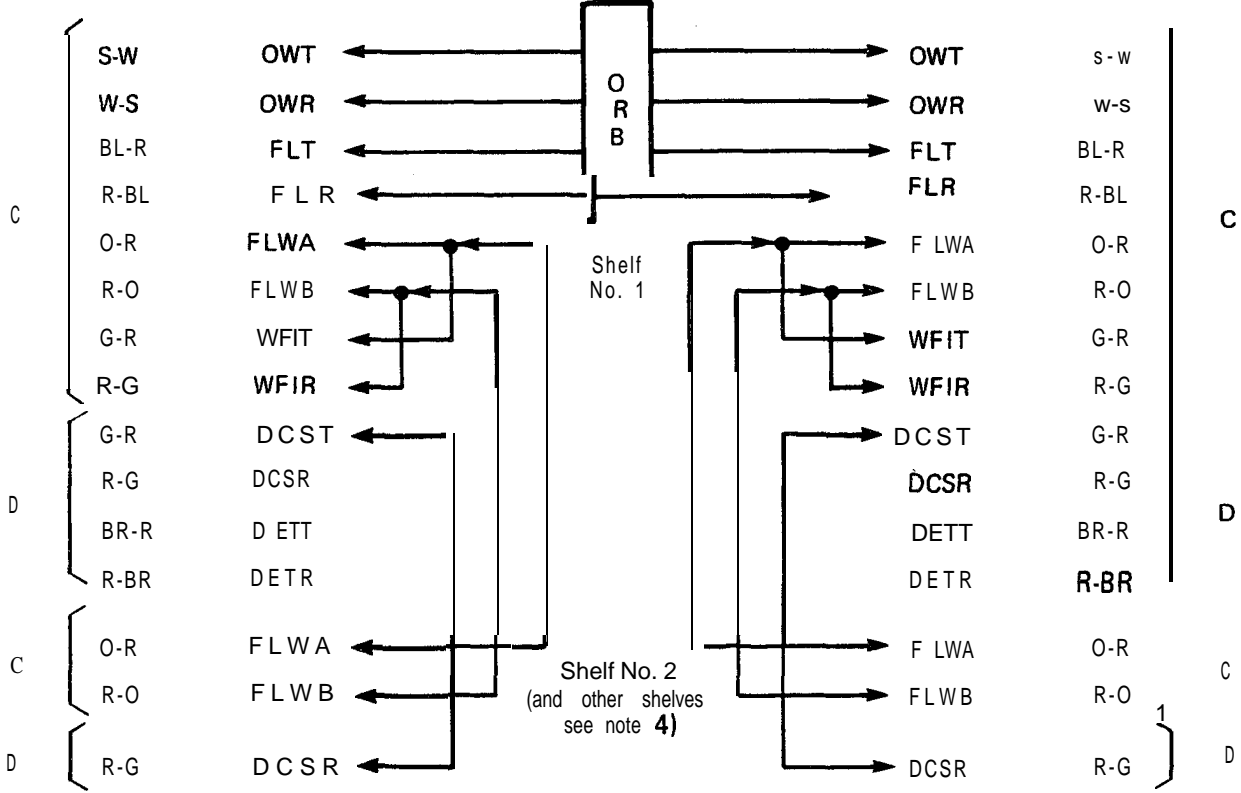 S-W OWT OWT s-w
W-S OWR O R B OWR w-s
BL-R FLT FLT BL-R
R-BL FLR FLR R-BL
C C
O-R FLWA F LWA O-R
Shelf
R-O FLWB No. 1 FLWB R-O
G-R WFIT WFIT G-R
R-G WFIR WFIR R-G
G-R DCST DCST G-R
R-G DCSR DCSR R-G
D D
BR-R D ETT DETT BR-R
R-BR DETR DETR R-BR
O-R FLWA F LWA O-R
C Shelf No. 2 C
R-O FLWB (and other shelves FLWB R-O
see note 4) 1
D R-G DCSR DCSR R-G D